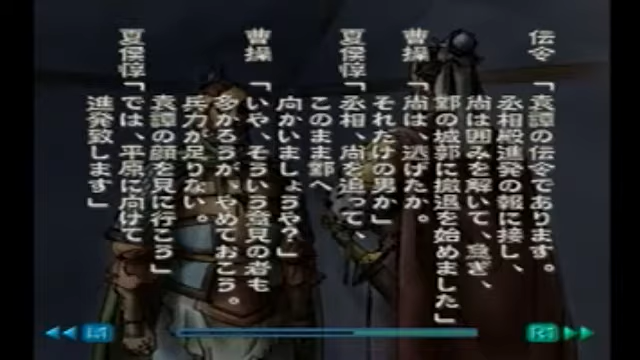 伝令「袁譚の伝令であります。
丞相殿進発の報に接し、
尚は囲みを解いて、急ぎ、
鄴の城郭に撤退を始めました」
曹操「尚は、逃げたか。
それだけの男か」
夏侯惇「丞相、尚を追って、
このまま鄴へ
向かいましょうや？」
曹操「いや、そういう意見の者も
多かろうが、やめておこう。
兵力が足りない。
袁譚の顔を見に行こう」
夏侯惇「では、平原に向けて
進発致します」
L1
R1